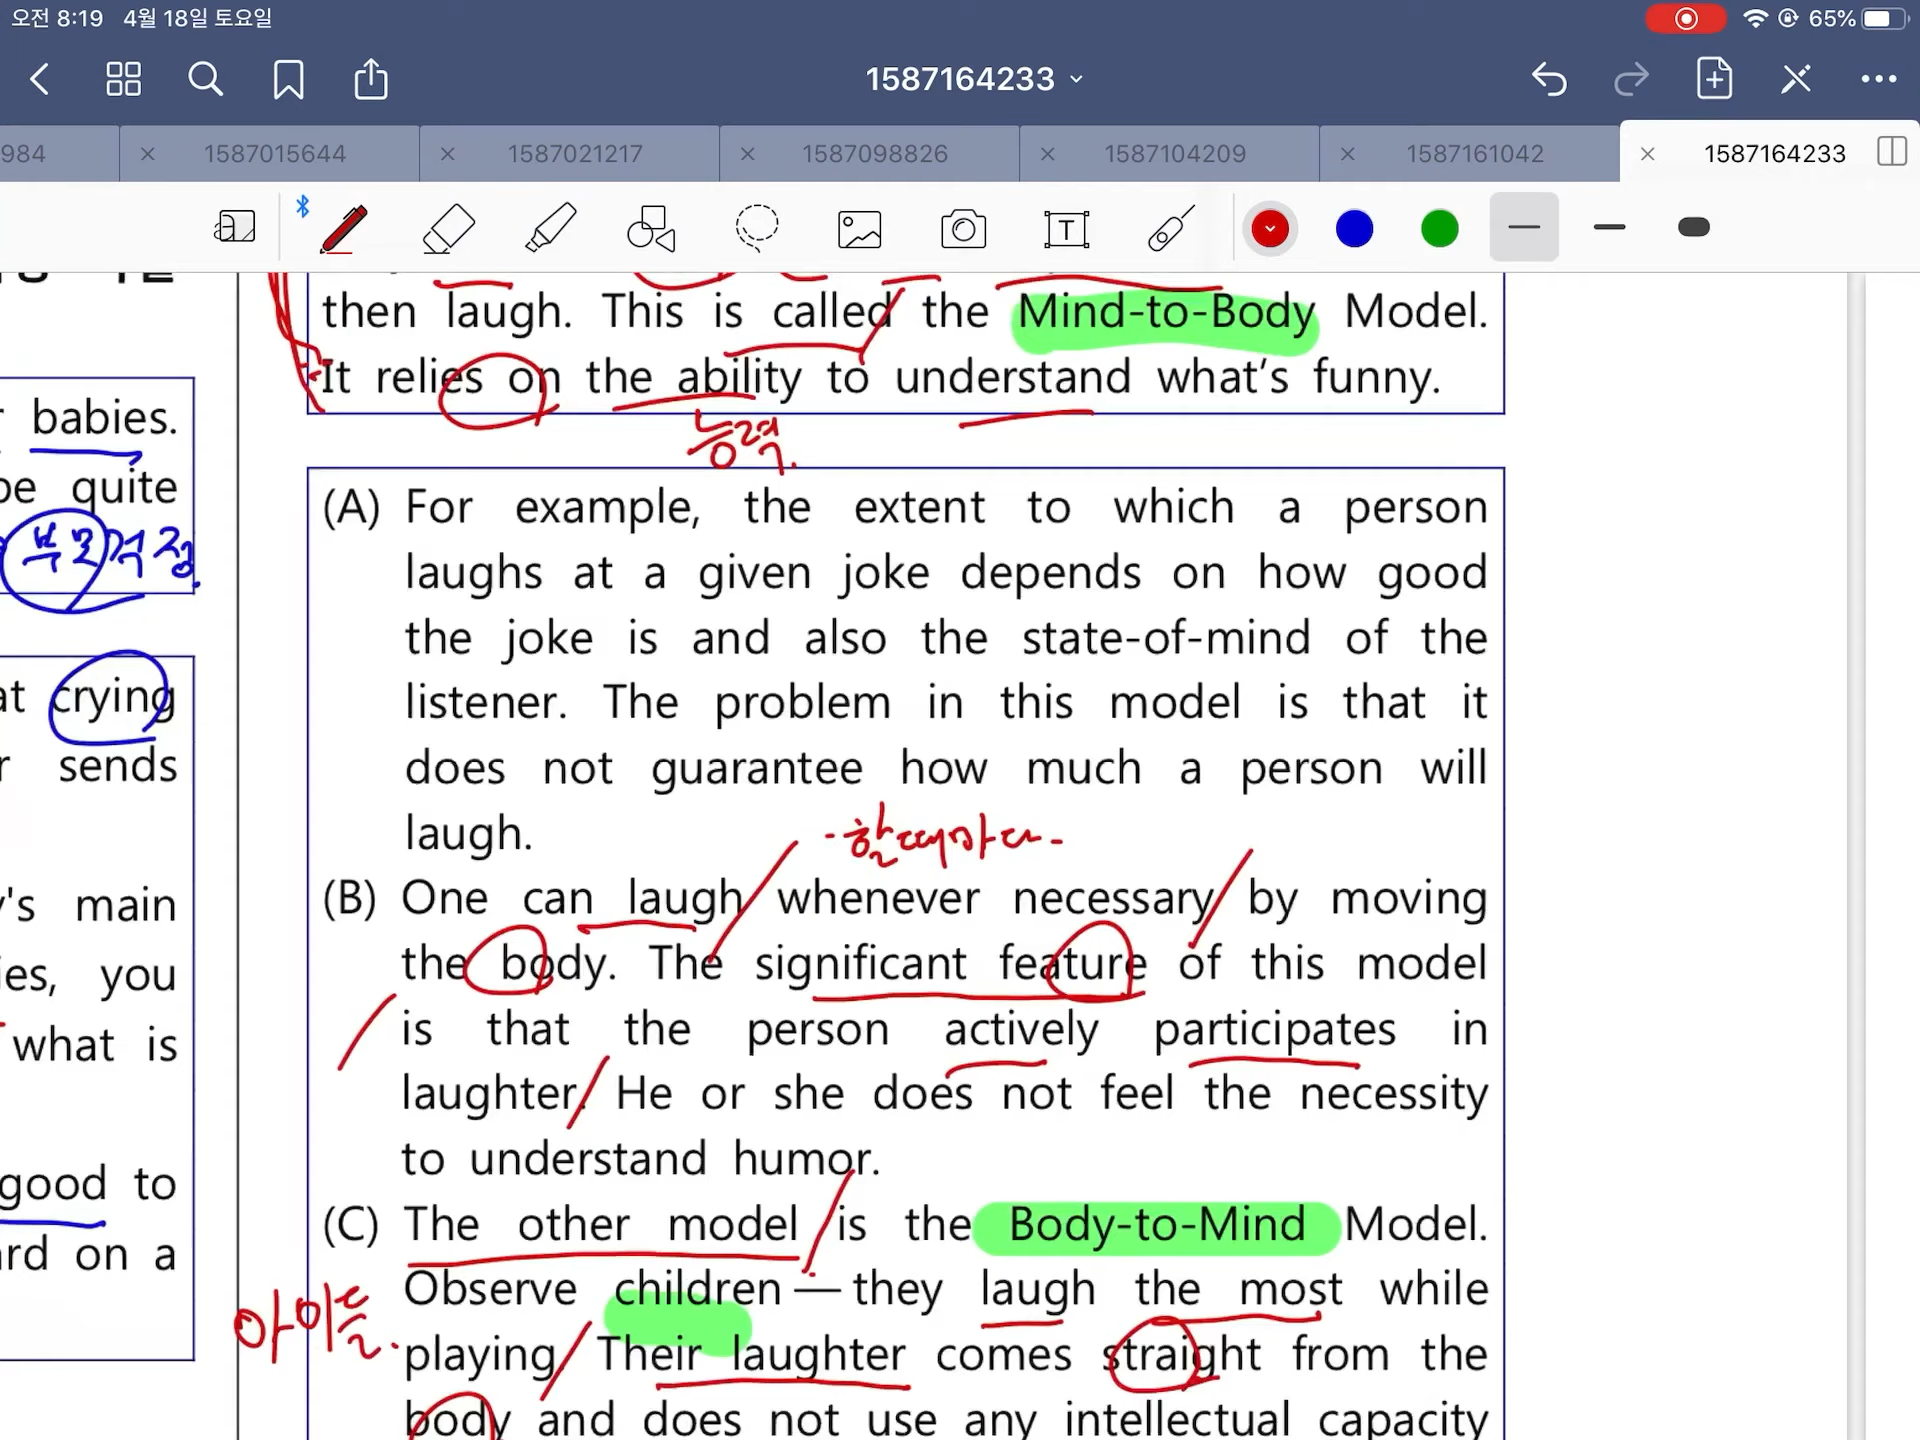 오전 8:19 4월 18일 토요일
65%
1587164233
984
1587015644
1587021217
1587098826
1587104209
1587161042
1587164233
then laugh. This is called the Mind-to-Body Model.
It relies on the ability to understand what's funny.
능력.
(A) For example, the extent to which a person
laughs at a given joke depends on how good
the joke is and also the state-of-mind of the
listener. The problem in this model is that it
does not guarantee how much a person will
laugh.
-할때마다-
(B) One can laugh whenever necessary by moving
the body. The significant feature of this model
is that the person actively participates in
laughter. He or she does not feel the necessity
to understand humor.
(C) The other model is the Body-to-Mind Model.
Observe children — they laugh the most while
아이들.
playing. Their laughter comes straight from the
body and does not use any intellectual capacity
babies.
be quite
부모걱정.
at crying
sends
's main
ies, you
what is
good to
ard on a